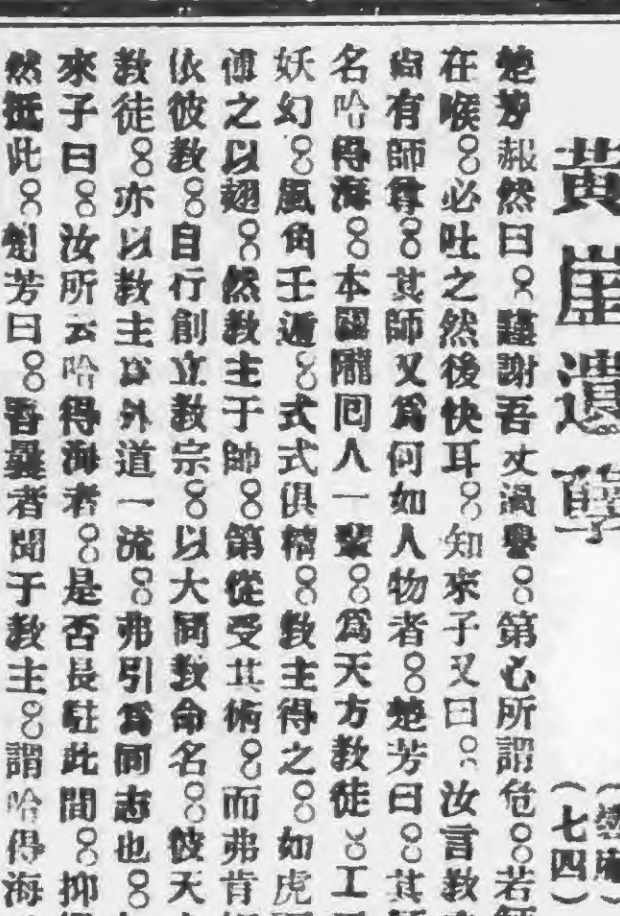 黃崖遺孽
（七四）
楚芳赧然曰。謹謝吾丈過譽。第心所謂危。若
在喉。必吐之然後快耳。知來子又曰。汝言教
尙有師尊。其師又爲何如人物者。楚芳曰。其
名哈得海。本關隴囘人一輩。爲天方教徒。工
妖幻。風角壬遁。式式俱精。教主得之。如虎
傅之以翅。然教主于師。第從受其術。而弗肯
依彼教。自行創立教宗。以大同教命名。彼天
教徒。亦以教主爲外道一流。弗引爲同志也。
來子曰。汝所云哈得海者。是否長駐此間。抑
然抵此。楚芳曰。吾曩者聞于教主。謂哈得海